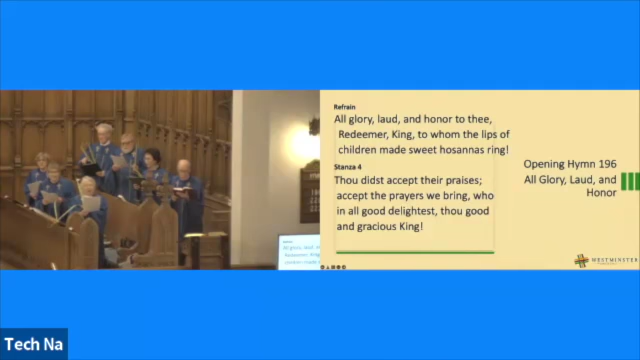 Refrain
All glory, laud, and honor to thee,
Redeemer, King, to whom the lips of
children made sweet hosannas ring!
Stanza 4
Thou didst accept their praises;
accept the prayers we bring, who
in all good delightest, thou good
and gracious King!
Opening Hymn 196
All Glory, Laud, and
Honor
WESTMINSTER
Tech Na